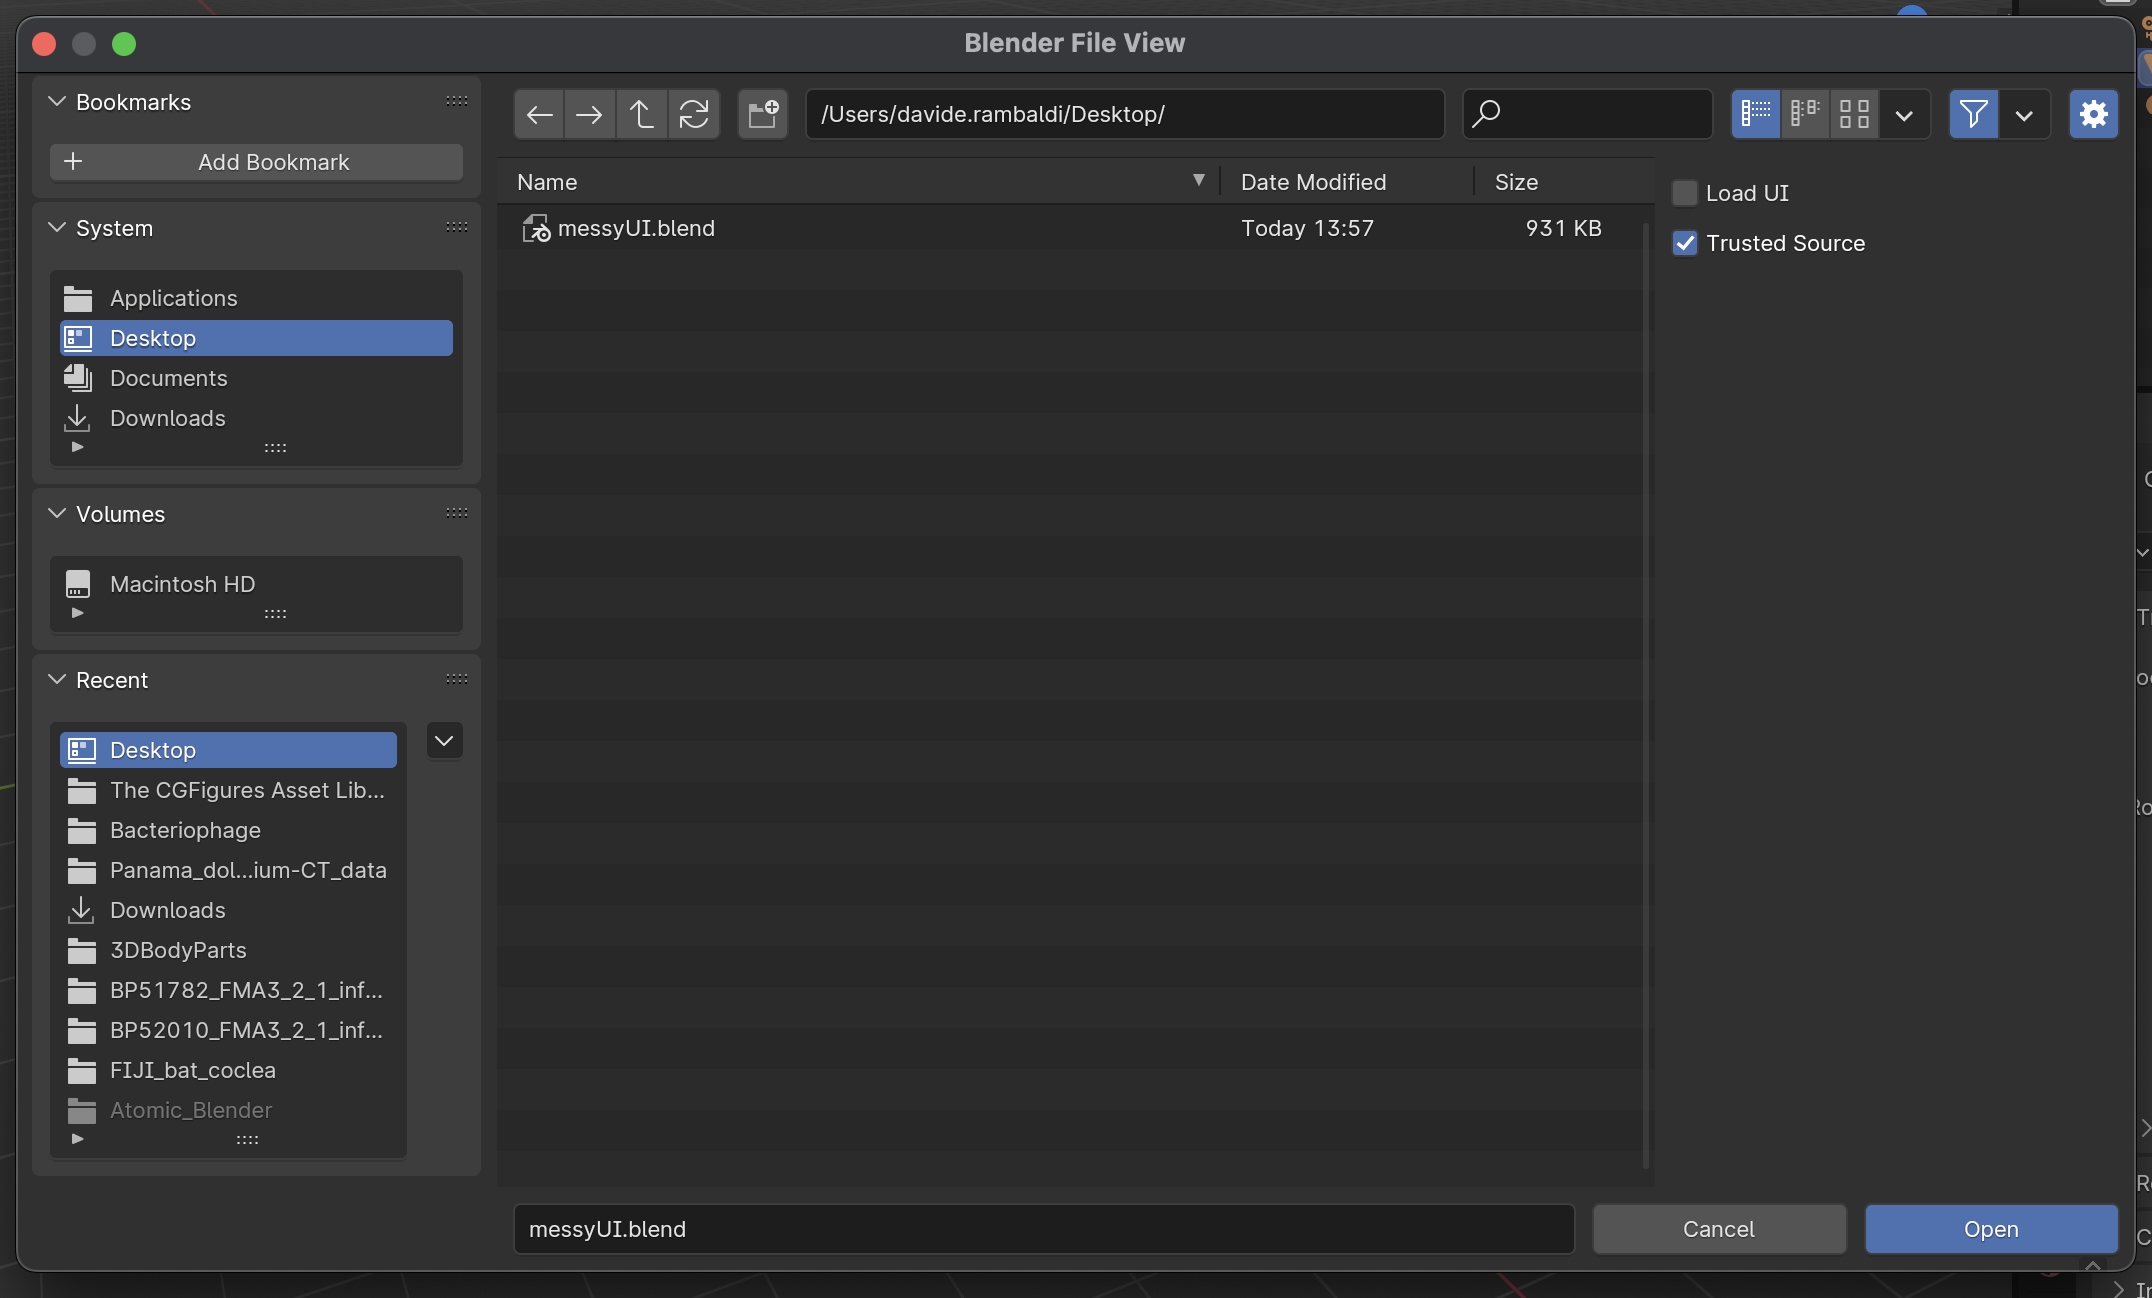 Blender File View
Bookmarks
Add Bookmark
System
Applications
Desktop
Documents
Downloads
Volumes
Macintosh HD
Recent
Desktop
The CGFigures Asset Lib...
Bacteriophage
Panama_dol...ium-CT_data
Downloads
3DBodyParts
BP51782_FMA3_2_1_inf...
BP52010_FMA3_2_1_inf...
FIJI_bat_coclea
Atomic_Blender
/Users/davide.rambaldi/Desktop/
Name Date Modified Size
messyUI.blend Today 13:57 931 KB
Load UI
Trusted Source
messyUI.blend
Cancel
Open